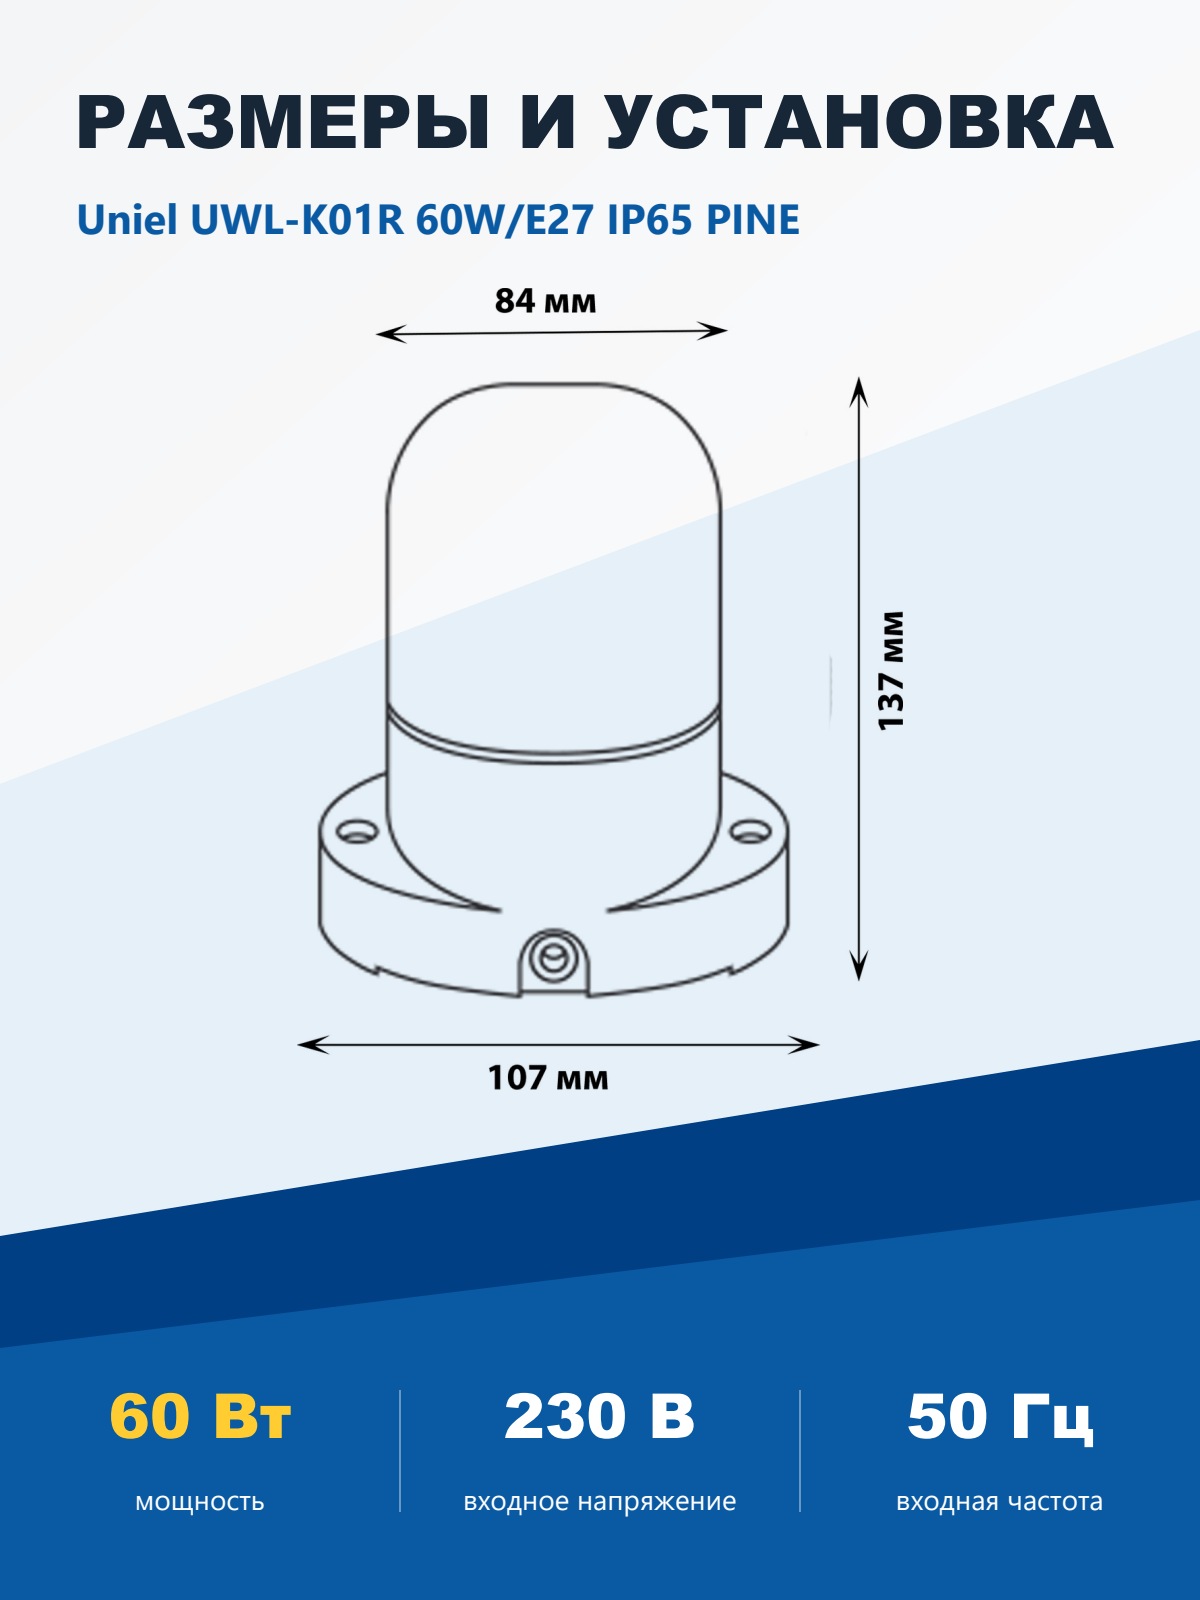 РАЗМЕРЫ И УСТАНОВКА
Uniel UWL-K01R 60W/E27 IP65 PINE
84 мм
137 мм
107 мм
60 Вт
мощность
230 В
входное напряжение
50 Гц
входная частота